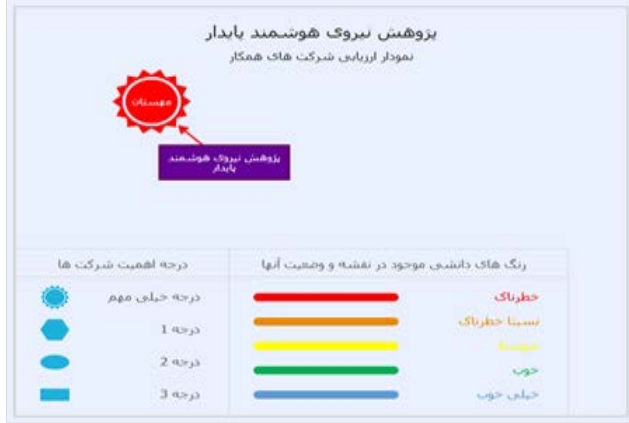 پژوهش نیروی هوشمند پایدار
نمودار ارزیابی شرکت های همکار
مهستان
پژوهش نیروی هوشمند
پایدار
رنگ های دانشی موجود در نقشه و وضعیت آنها
خطرناک
نسبتا خطرناک
متوسط
خوب
خیلی خوب
درجه اهمیت شرکت ها
درجه خیلی مهم
درجه 1
درجه 2
درجه 3